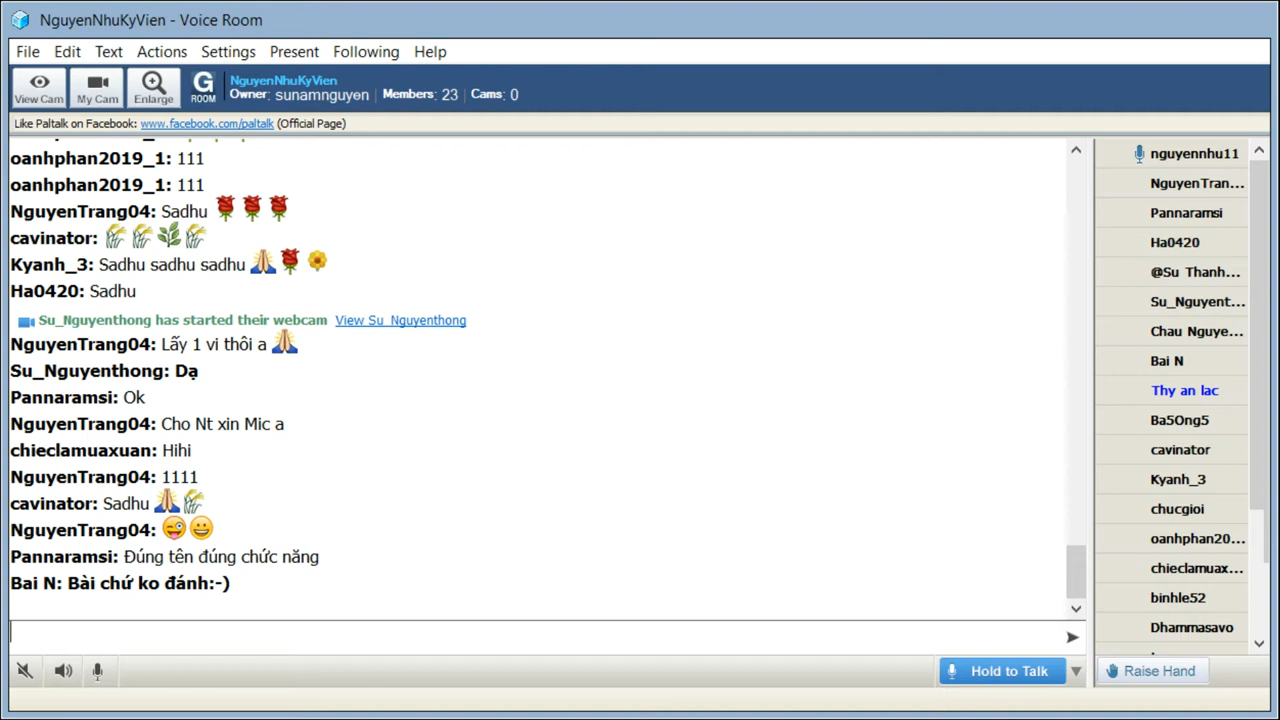 NguyenNhuKyVien - Voice Room
File Edit Text Actions Settings Present Following Help
View Cam
My Cam
Enlarge
G
ROOM
NguyenNhuKyVien
Owner: sunamnguyen | Members: 23 | Cams: 0
Like Paltalk on Facebook: www.facebook.com/paltalk (Official Page)
oanhphan2019_1: 111
oanhphan2019_1: 111
NguyenTrang04: Sadhu 🌹🌹🌹
cavinator: 🌾🌾🌿🌾
Kyanh_3: Sadhu sadhu sadhu 🙏🌹🌼
Ha0420: Sadhu
Su_Nguyenthong has started their webcam View Su_Nguyenthong
NguyenTrang04: Lấy 1 vi thôi a 🙏
Su_Nguyenthong: Dạ
Pannaramsi: Ok
NguyenTrang04: Cho Nt xin Mic a
chieclamuaxuan: Hihi
NguyenTrang04: 1111
cavinator: Sadhu 🙏🌾
NguyenTrang04: 😜😀
Pannaramsi: Đúng tên đúng chức năng
Bai N: Bài chứ ko đánh:-)
nguyennhu11
NguyenTran...
Pannaramsi
Ha0420
@Su Thanh...
Su_Nguyent...
Chau Nguye...
Bai N
Thy an lac
Ba5Ong5
cavinator
Kyanh_3
chucgioi
oanhphan20...
chieclamuax...
binhle52
Dhammasavo
Hold to Talk
Raise Hand